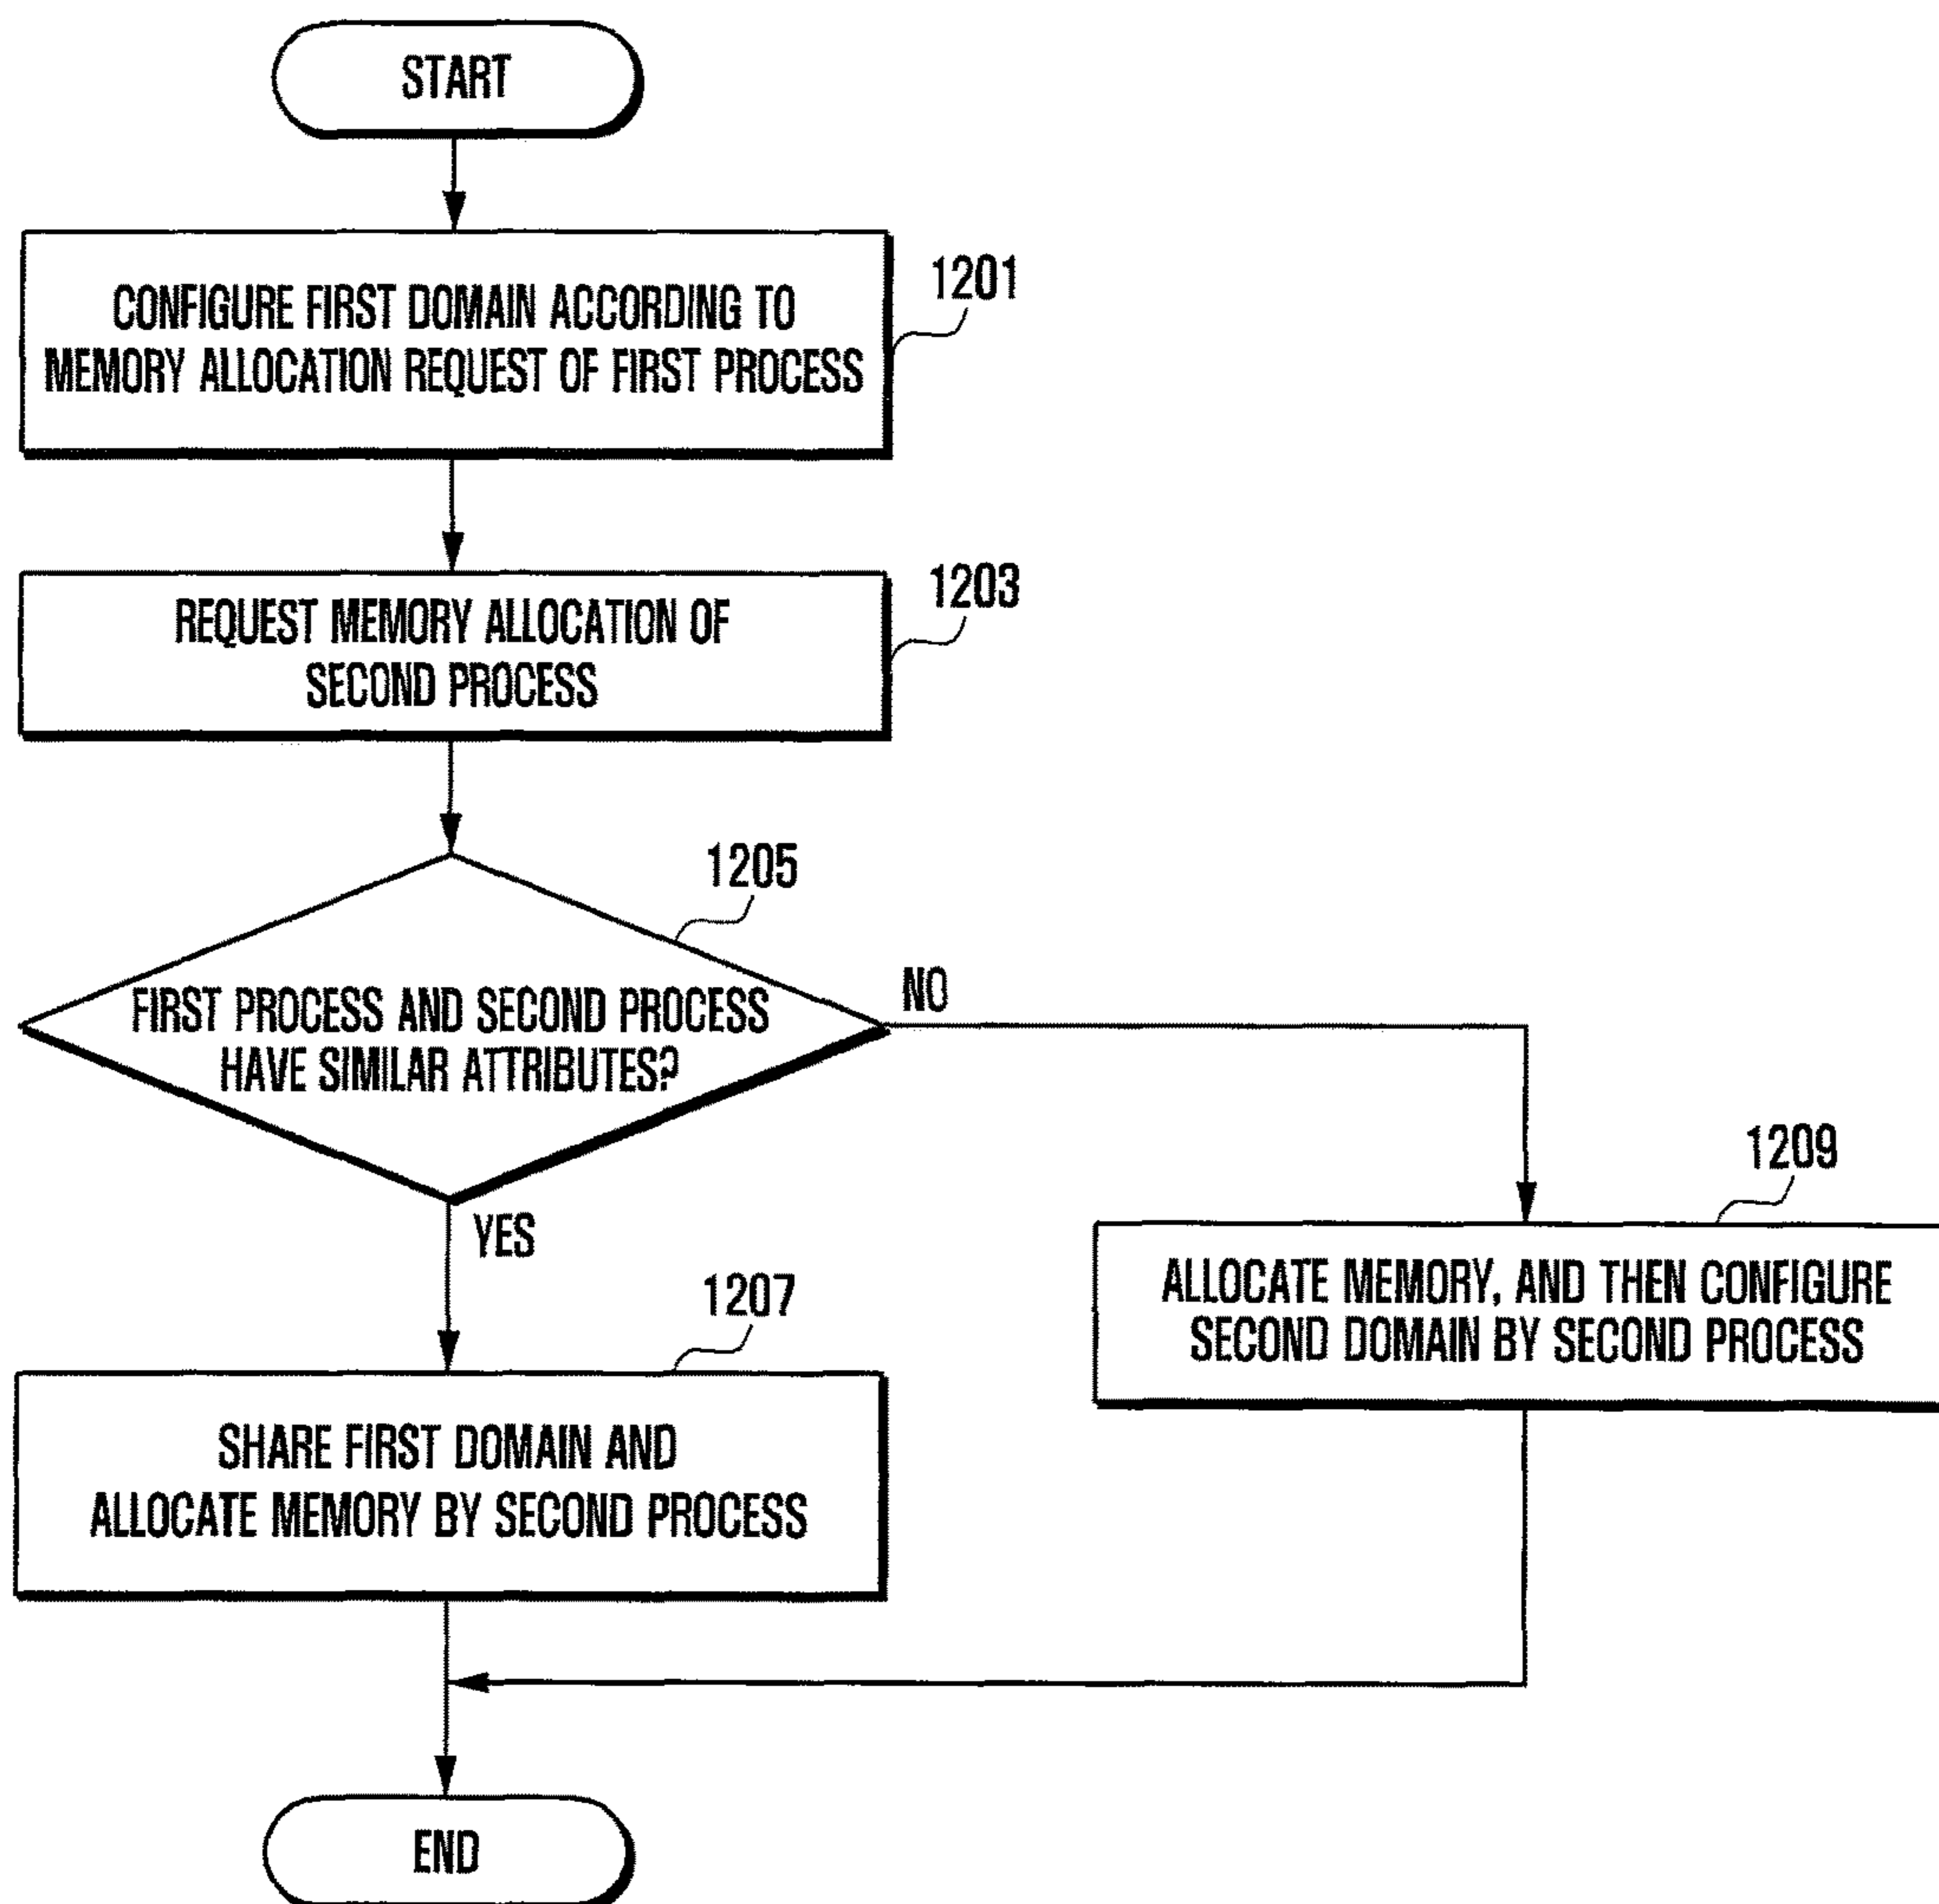 START
CONFIGURE FIRST DOMAIN ACCORDING TO
MEMORY ALLOCATION REQUEST OF FIRST PROCESS
1201
REQUEST MEMORY ALLOCATION OF
SECOND PROCESS
1203
1205
FIRST PROCESS AND SECOND PROCESS
HAVE SIMILAR ATTRIBUTES?
NO
YES
1209
ALLOCATE MEMORY, AND THEN CONFIGURE
SECOND DOMAIN BY SECOND PROCESS
1207
SHARE FIRST DOMAIN AND
ALLOCATE MEMORY BY SECOND PROCESS
END